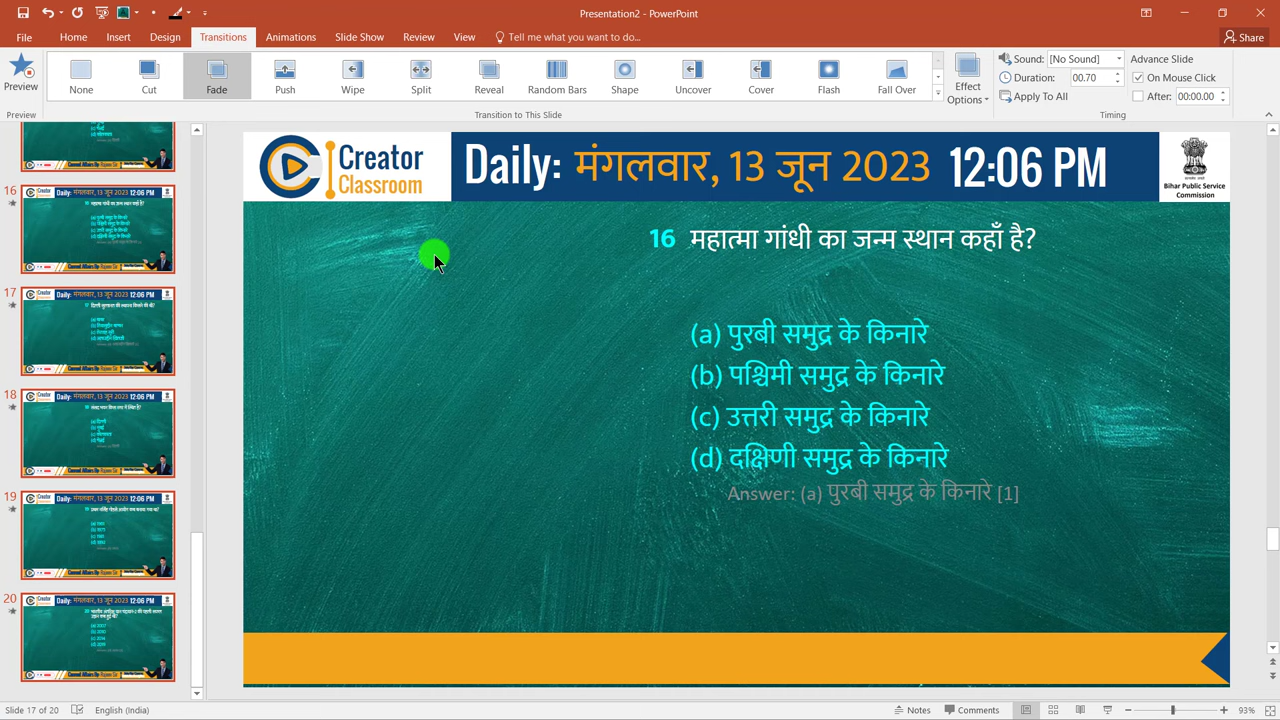 Presentation2 - PowerPoint
File Home Insert Design Transitions Animations Slide Show Review View Tell me what you want to do... Share
Preview None Cut Fade Push Wipe Split Reveal Random Bars Shape Uncover Cover Flash Fall Over Effect Options
Sound: [No Sound] Advance Slide
Duration: 00.70 On Mouse Click
Apply To All After: 00:00.00
Preview Transition to This Slide Timing
Creator Classroom
Daily: मंगलवार, 13 जून 2023 12:06 PM
Bihar Public Service
Commission
16 महात्मा गांधी का जन्म स्थान कहाँ है?
(a) पुरबी समुद्र के किनारे
(b) पश्चिमी समुद्र के किनारे
(c) उत्तरी समुद्र के किनारे
(d) दक्षिणी समुद्र के किनारे
Answer: (a) पुरबी समुद्र के किनारे [1]
16
17
18
19
20
Slide 17 of 20 English (India) Notes Comments 93%